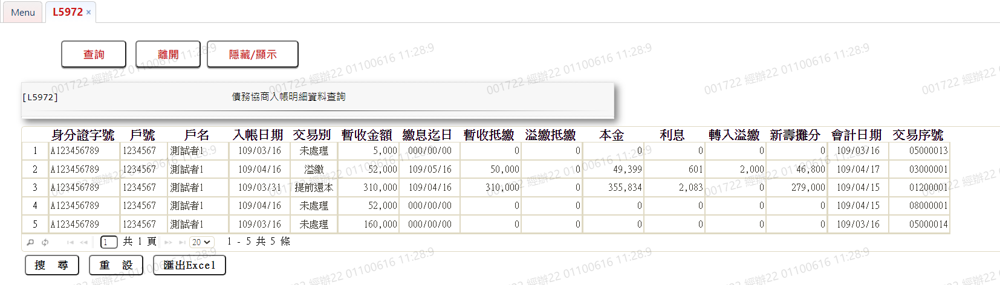 Menu L5972 ×
查詢 離開 隱藏/顯示
001722 經辦22 01100616 11:28:9
[L5972] 債務協商入帳明細資料查詢
身分證字號 戶號 戶名 入帳日期 交易別 暫收金額 繳息迄日 暫收抵繳 溢繳抵繳 本金 利息 轉入溢繳 新壽攤分 會計日期 交易序號
1 A123456789 1234567 測試者1 109/03/16 未處理 5,000 000/00/00 0 0 0 0 0 0 109/03/16 05000013
2 A123456789 1234567 測試者1 109/04/16 溢繳 52,000 109/05/16 50,000 0 49,399 601 2,000 46,800 109/04/17 03000001
3 A123456789 1234567 測試者1 109/03/31 提前還本 310,000 109/04/16 310,000 0 355,834 2,083 0 279,000 109/04/15 01200001
4 A123456789 1234567 測試者1 109/04/16 未處理 52,000 000/00/00 0 0 0 0 0 0 109/04/15 08000001
5 A123456789 1234567 測試者1 109/03/16 未處理 160,000 000/00/00 0 0 0 0 0 0 109/03/16 05000014
1 共 1 頁 20 1 - 5 共 5 條
搜 尋 重 設 匯出Excel